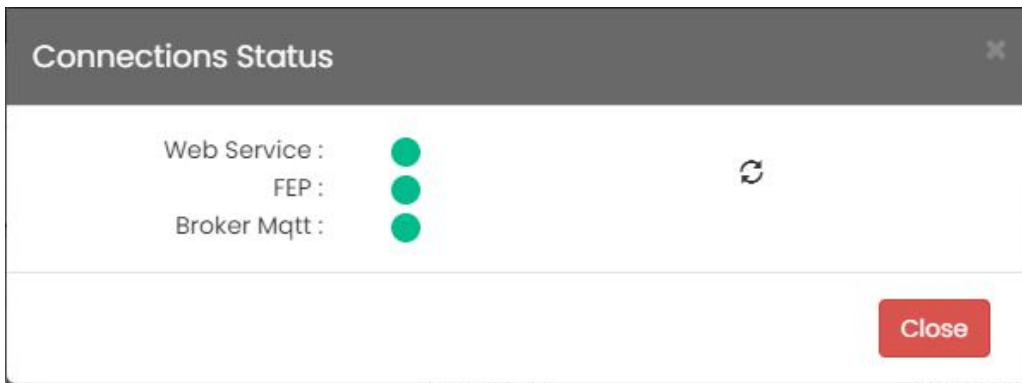 Connections Status
Web Service :
FEP :
Broker Mqtt :
Close